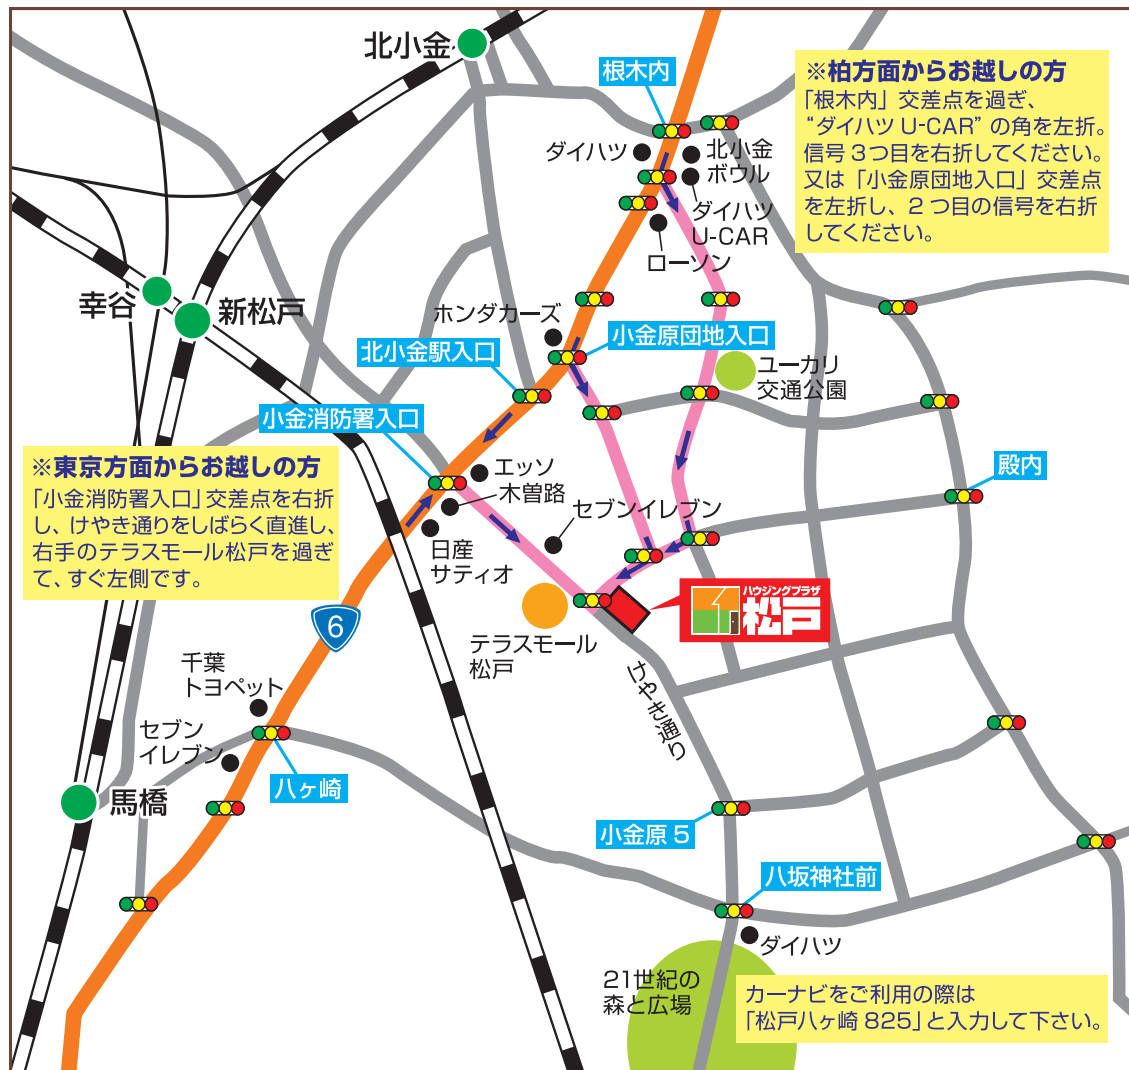 北小金
根木内
※柏方面からお越しの方
「根木内」交差点を過ぎ、
“ダイハツ U-CAR”の角を左折。
信号3つ目を右折してください。
又は「小金原団地入口」交差点
を左折し、2つ目の信号を右折
してください。
ダイハツ
北小金
ボウル
ダイハツ
U-CAR
ローソン
幸谷
新松戸
ホンダカーズ
小金原団地入口
北小金駅入口
ユーカリ
交通公園
小金消防署入口
※東京方面からお越しの方
「小金消防署入口」交差点を右折
し、けやき通りをしばらく直進し、
右手のテラスモール松戸を過ぎ
て、すぐ左側です。
エッソ
木曽路
殿内
セブンイレブン
日産
サティオ
ハウジングプラザ
松戸
6
テラスモール
松戸
けやき通り
千葉
トヨペット
セブン
イレブン
八ヶ崎
馬橋
小金原5
八坂神社前
ダイハツ
21世紀の
森と広場
カーナビをご利用の際は
「松戸八ヶ崎825」と入力して下さい。